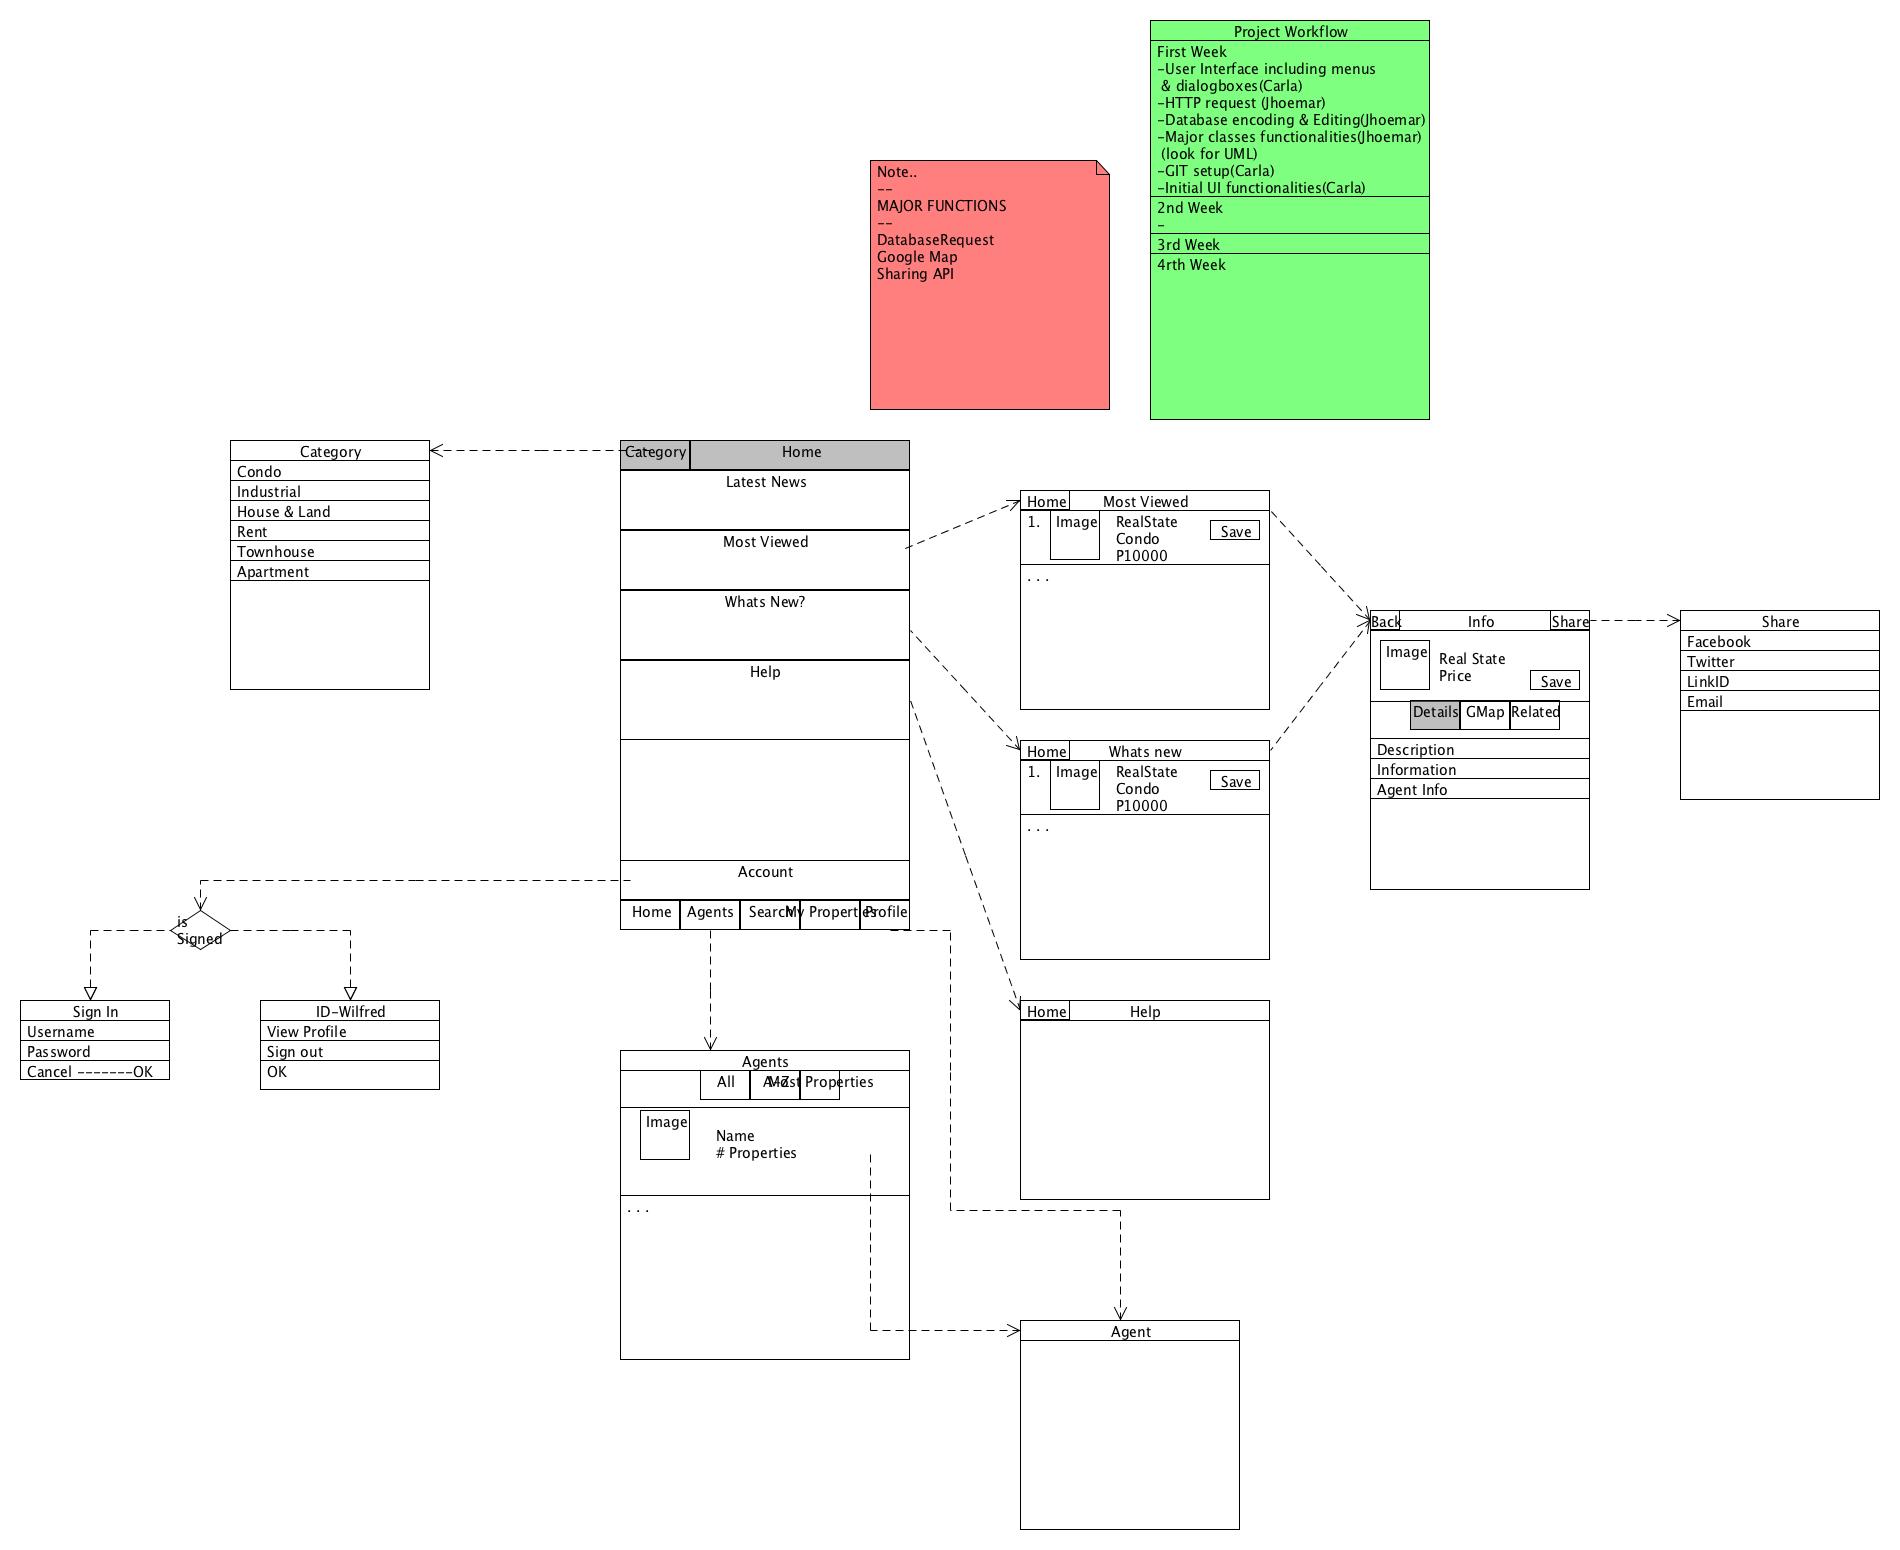 Project Workflow
First Week
-User Interface including menus
& dialogboxes(Carla)
-HTTP request (Jhoemar)
-Database encoding & Editing(Jhoemar)
-Major classes functionalities(Jhoemar)
(look for UML)
-GIT setup(Carla)
-Initial UI functionalities(Carla)
2nd Week
-
3rd Week
4rth Week
Note..
--
MAJOR FUNCTIONS
--
DatabaseRequest
Google Map
Sharing API
Category
Condo
Industrial
House & Land
Rent
Townhouse
Apartment
Category
Home
Latest News
Most Viewed
Whats New?
Help
Account
Home
Agents
Search
My Properties
Profile
Home
Most Viewed
1.
Image
RealState
Condo
P10000
Save
. . .
Home
Whats new
1.
Image
RealState
Condo
P10000
Save
. . .
Home
Help
Back
Info
Share
Image
Real State
Price
Save
Details
GMap
Related
Description
Information
Agent Info
Share
Facebook
Twitter
LinkID
Email
is
Signed
Sign In
Username
Password
Cancel -------OK
ID-Wilfred
View Profile
Sign out
OK
Agents
All
A-Z
Most Properties
Image
Name
# Properties
. . .
Agent